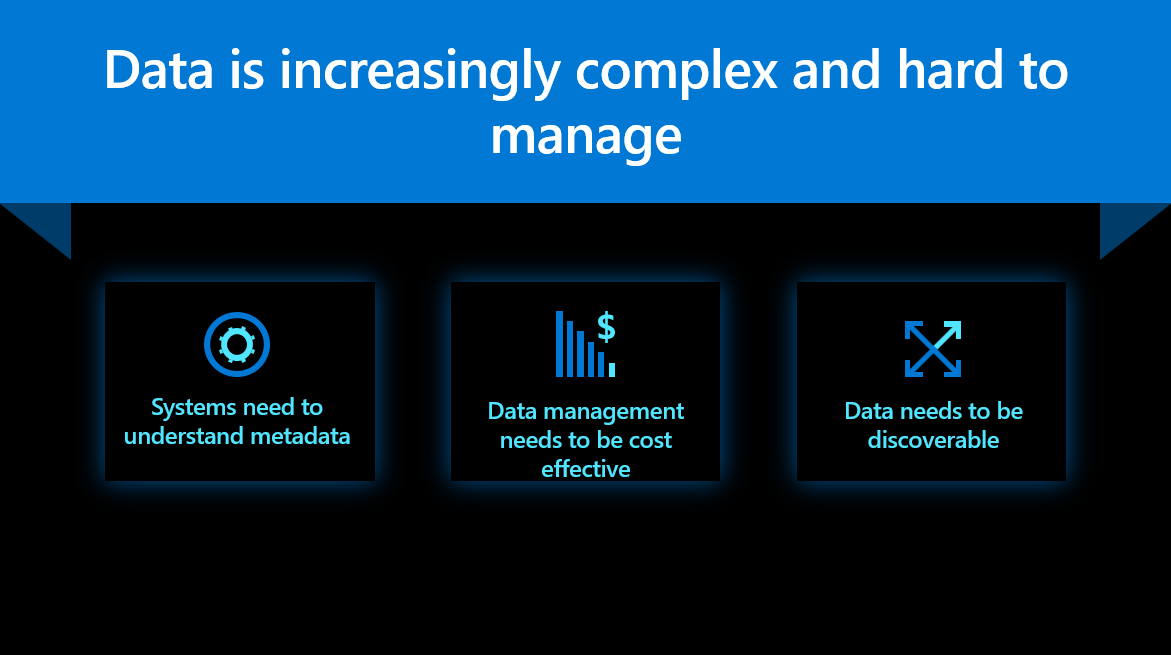 Data is increasingly complex and hard to
manage
$
Systems need to
understand metadata
Data management
needs to be cost
effective
Data needs to be
discoverable